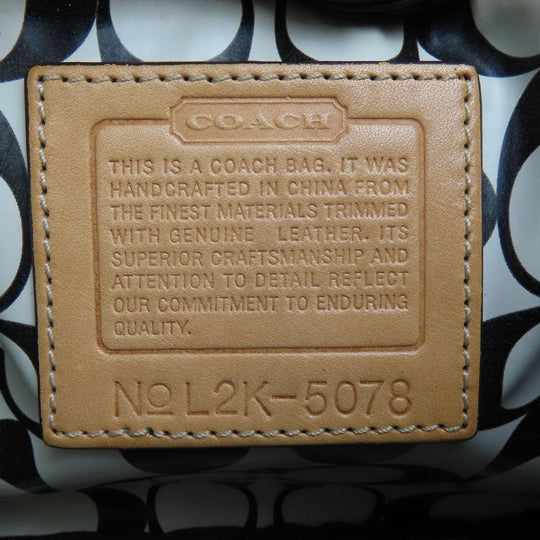 COACH
THIS IS A COACH BAG. IT WAS
HANDCRAFTED IN CHINA FROM
THE FINEST MATERIALS TRIMMED
WITH GENUINE LEATHER. ITS
SUPERIOR CRAFTSMANSHIP AND
ATTENTION TO DETAIL REFLECT
OUR COMMITMENT TO ENDURING
QUALITY.
No L2K-5078